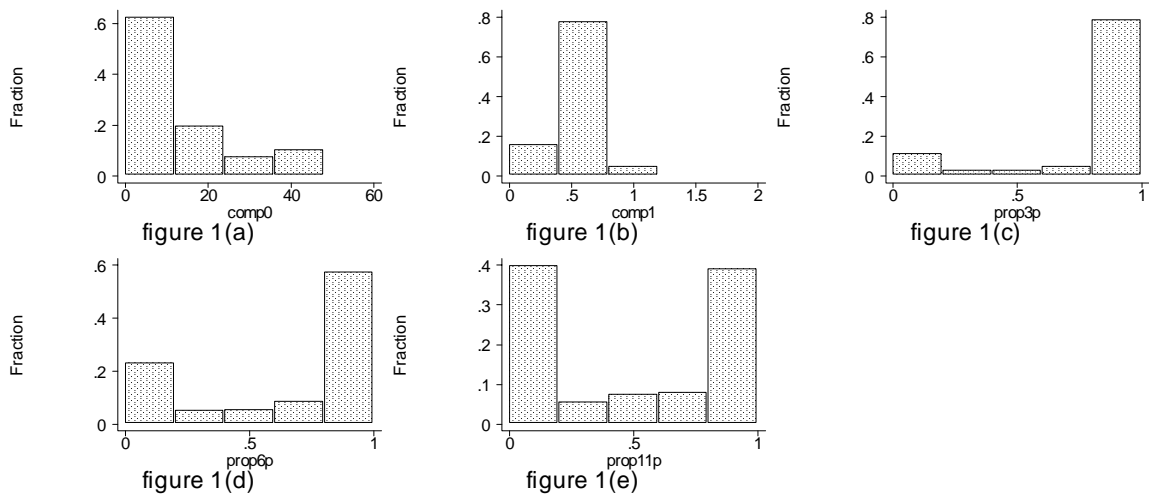 Fraction
.6
.4
.2
0
0 20 40 60
comp0
figure 1(a)
Fraction
.8
.6
.4
.2
0
0 .5 1 1.5 2
comp1
figure 1(b)
Fraction
.8
.6
.4
.2
0
0 .5 1
prop3p
figure 1(c)
Fraction
.6
.4
.2
0
0 .5 1
prop6p
figure 1(d)
Fraction
.4
.3
.2
.1
0
0 .5 1
prop11p
figure 1(e)